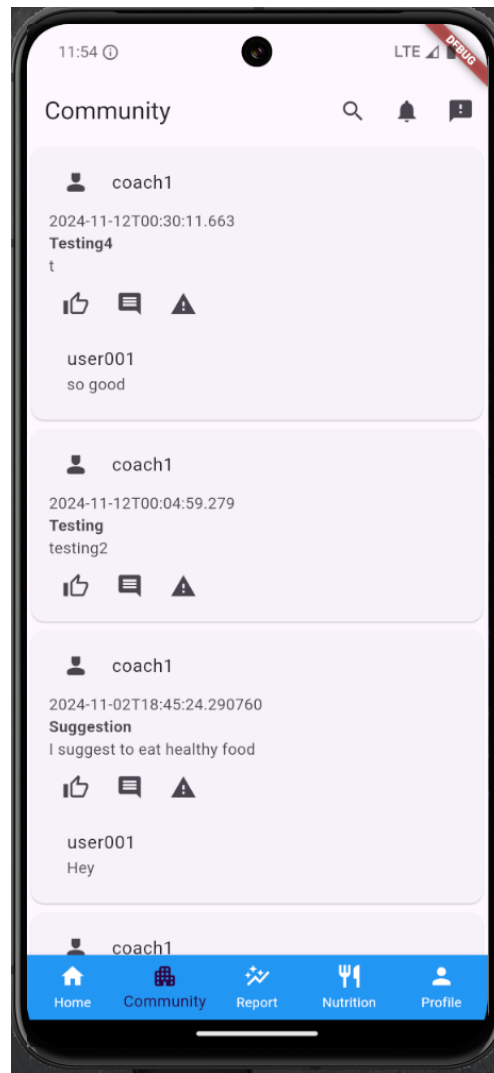 11:54
LTE
DEBUG
Community
coach1
2024-11-12T00:30:11.663
Testing4
t
user001
so good
coach1
2024-11-12T00:04:59.279
Testing
testing2
coach1
2024-11-02T18:45:24.290760
Suggestion
I suggest to eat healthy food
user001
Hey
coach1
Home Community Report Nutrition Profile